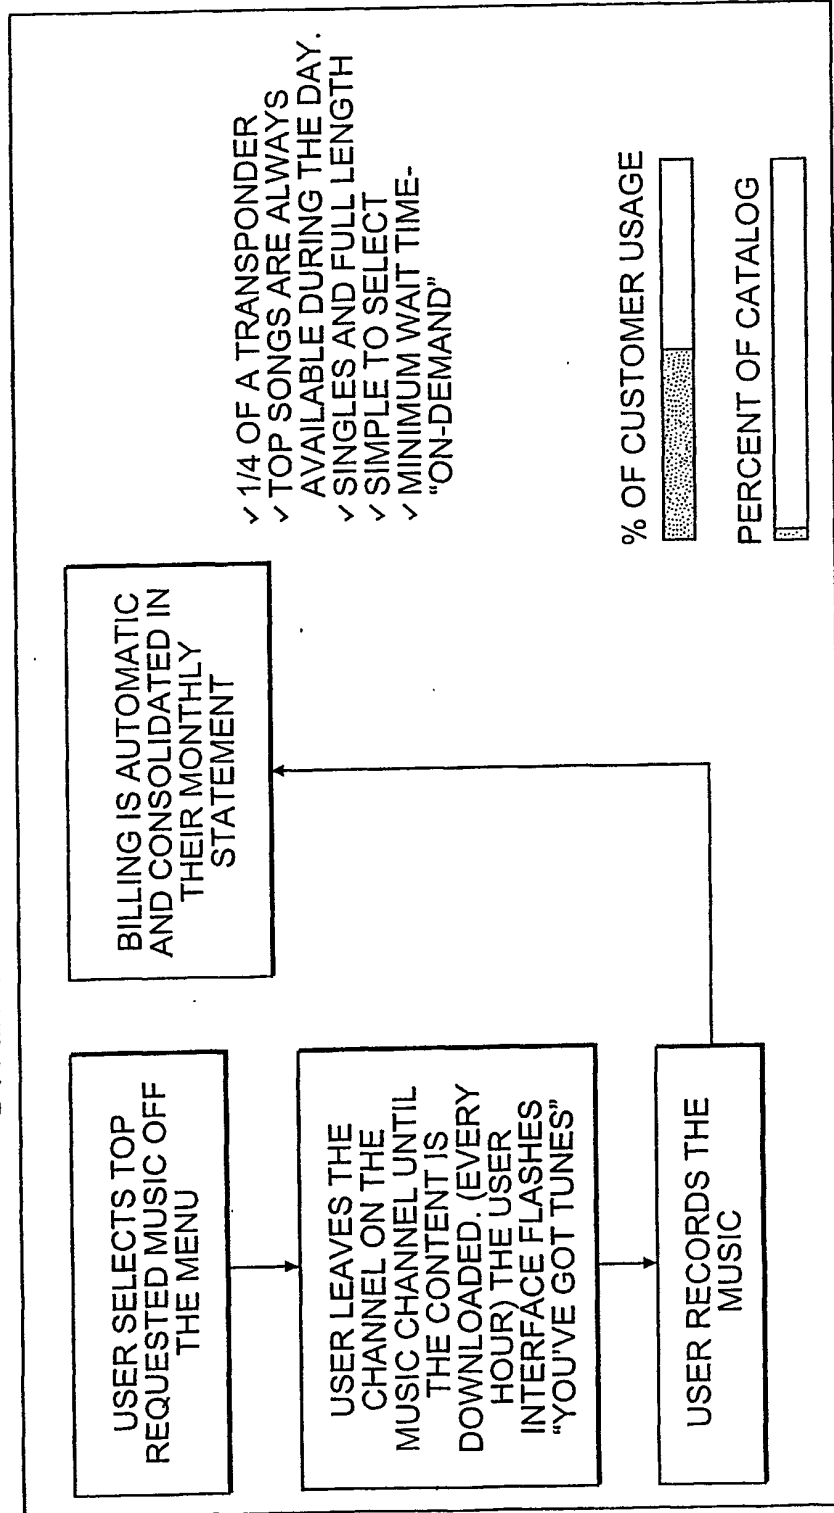 USER SELECTS TOP
REQUESTED MUSIC OFF
THE MENU
USER LEAVES THE
CHANNEL ON THE
MUSIC CHANNEL UNTIL
THE CONTENT IS
DOWNLOADED. (EVERY
HOUR) THE USER
INTERFACE FLASHES
“YOU'VE GOT TUNES”
USER RECORDS THE
MUSIC
BILLING IS AUTOMATIC
AND CONSOLIDATED IN
THEIR MONTHLY
STATEMENT
✓ 1/4 OF A TRANSPONDER
✓ TOP SONGS ARE ALWAYS
AVAILABLE DURING THE DAY.
✓ SINGLES AND FULL LENGTH
✓ SIMPLE TO SELECT
✓ MINIMUM WAIT TIME-
“ON-DEMAND”
% OF CUSTOMER USAGE
PERCENT OF CATALOG